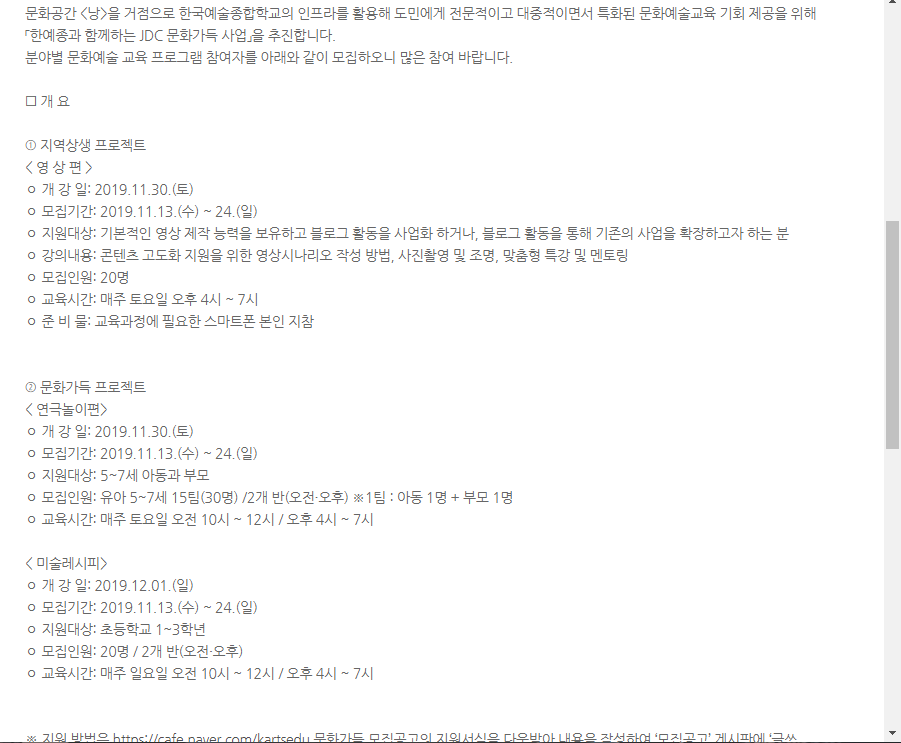 문화공간 <낭>을 거점으로 한국예술종합학교의 인프라를 활용해 도민에게 전문적이고 대중적이면서 특화된 문화예술교육 기회 제공을 위해
「한예종과 함께하는 JDC 문화가득 사업」을 추진합니다.
분야별 문화예술 교육 프로그램 참여자를 아래와 같이 모집하오니 많은 참여 바랍니다.
□ 개 요
① 지역상생 프로젝트
< 영 상 편 >
ㅇ 개 강 일: 2019.11.30.(토)
ㅇ 모집기간: 2019.11.13.(수) ~ 24.(일)
ㅇ 지원대상: 기본적인 영상 제작 능력을 보유하고 블로그 활동을 사업화 하거나, 블로그 활동을 통해 기존의 사업을 확장하고자 하는 분
ㅇ 강의내용: 콘텐츠 고도화 지원을 위한 영상시나리오 작성 방법, 사진촬영 및 조명, 맞춤형 특강 및 멘토링
ㅇ 모집인원: 20명
ㅇ 교육시간: 매주 토요일 오후 4시 ~ 7시
ㅇ 준 비 물: 교육과정에 필요한 스마트폰 본인 지참
② 문화가득 프로젝트
< 연극놀이편>
ㅇ 개 강 일: 2019.11.30.(토)
ㅇ 모집기간: 2019.11.13.(수) ~ 24.(일)
ㅇ 지원대상: 5~7세 아동과 부모
ㅇ 모집인원: 유아 5~7세 15팀(30명) /2개 반(오전·오후) ※1팀 : 아동 1명 + 부모 1명
ㅇ 교육시간: 매주 토요일 오전 10시 ~ 12시 / 오후 4시 ~ 7시
< 미술레시피>
ㅇ 개 강 일: 2019.12.01.(일)
ㅇ 모집기간: 2019.11.13.(수) ~ 24.(일)
ㅇ 지원대상: 초등학교 1~3학년
ㅇ 모집인원: 20명 / 2개 반(오전·오후)
ㅇ 교육시간: 매주 일요일 오전 10시 ~ 12시 / 오후 4시 ~ 7시
※ 지원 방법은 https://cafe.naver.com/kartsedu 문화가득 모집공고의 지원서식을 다운받아 내용을 작성하여 '모집공고' 게시판에 '글쓰